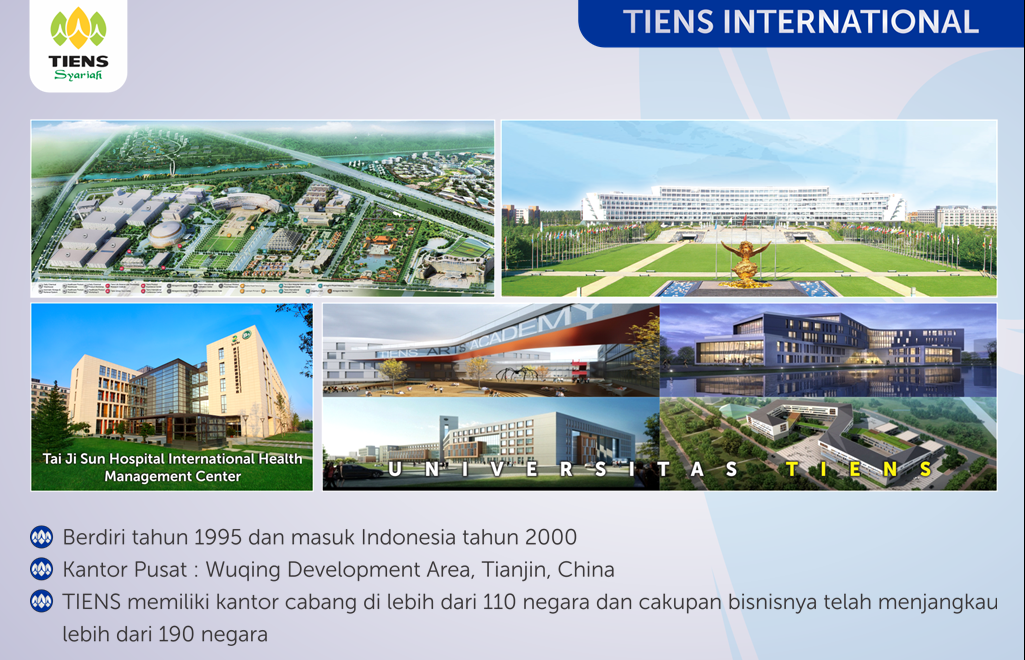 TIENS
Syariah
TIENS INTERNATIONAL
Tai Ji Sun Hospital International Health
Management Center
TIENS ARTS ACADEMY
UNIVERSITAS TIENS
Berdiri tahun 1995 dan masuk Indonesia tahun 2000
Kantor Pusat : Wuqing Development Area, Tianjin, China
TIENS memiliki kantor cabang di lebih dari 110 negara dan cakupan bisnisnya telah menjangkau
lebih dari 190 negara